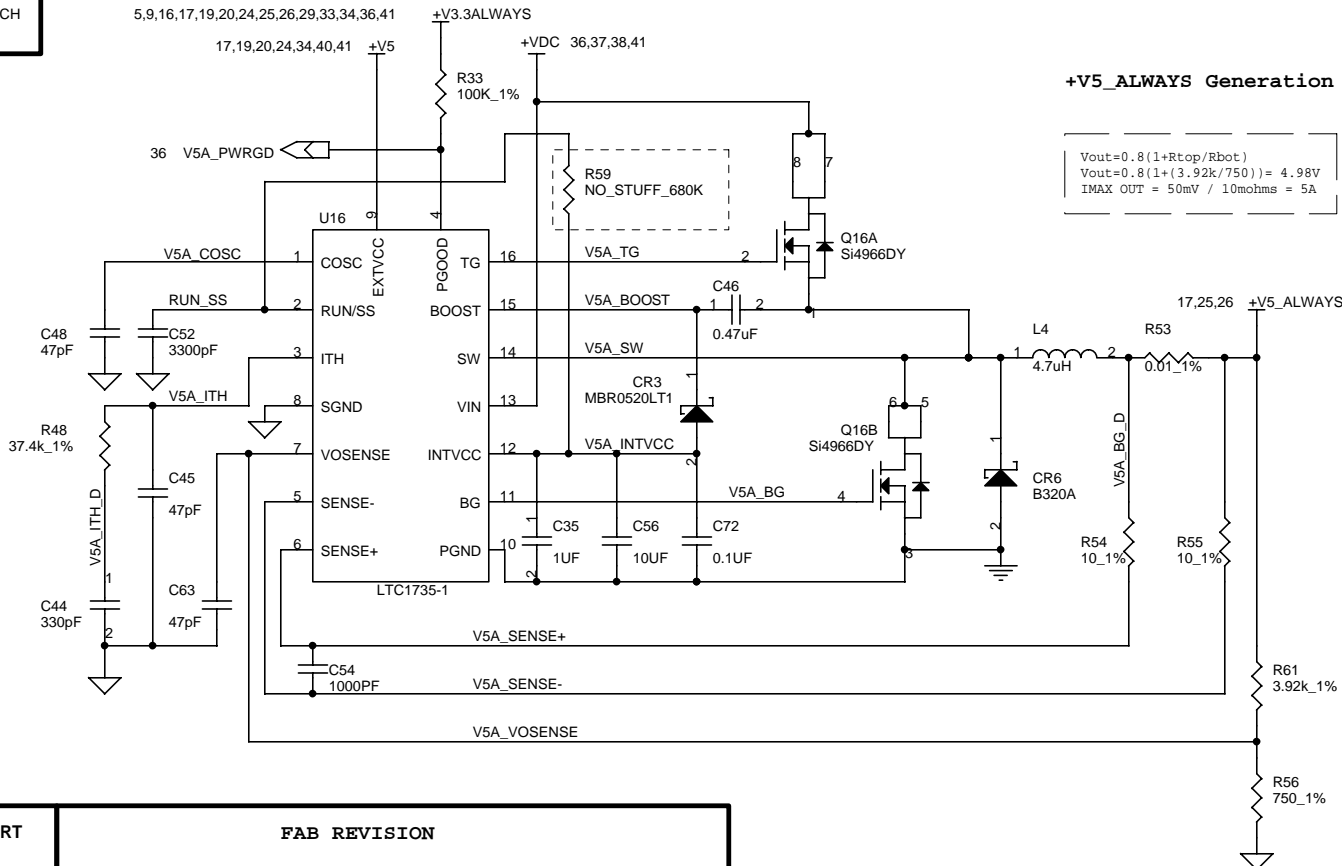 CH
5,9,16,17,19,20,24,25,26,29,33,34,36,41
+V3.3ALWAYS
17,19,20,24,34,40,41
+V5
+VDC
36,37,38,41
R33
100K_1%
+V5_ALWAYS Generation
36
V5A_PWRGD
Vout=0.8(1+Rtop/Rbot)
Vout=0.8(1+(3.92k/750))= 4.98V
IMAX OUT = 50mV / 10mohms = 5A
R59
NO_STUFF_680K
8
7
U16
9
4
EXTVCC
PGOOD
Q16A
Si4966DY
V5A_COSC
1
COSC
TG
16
V5A_TG
2
RUN_SS
2
RUN/SS
BOOST
15
V5A_BOOST
C46
1
2
0.47uF
1
17,25,26
+V5_ALWAYS
C48
47pF
C52
3300pF
3
ITH
SW
14
V5A_SW
L4
1
2
4.7uH
R53
0.01_1%
CR3
MBR0520LT1
1
2
V5A_ITH
8
SGND
VIN
13
6
5
Q16B
Si4966DY
R48
37.4k_1%
7
VOSENSE
INTVCC
12
V5A_INTVCC
V5A_BG_D
1
CR6
B320A
2
C45
47pF
5
SENSE-
BG
11
V5A_BG
4
V5A_ITH_D
6
SENSE+
PGND
10
1
C35
1UF
2
C56
10UF
C72
0.1UF
3
R54
10_1%
R55
10_1%
LTC1735-1
1
C44
330pF
2
C63
47pF
V5A_SENSE+
C54
1000PF
V5A_SENSE-
R61
3.92k_1%
V5A_VOSENSE
R56
750_1%
RT
FAB REVISION